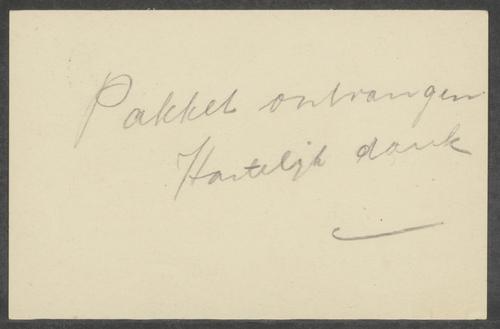 Pakket ontvangen
Hartelijk dank